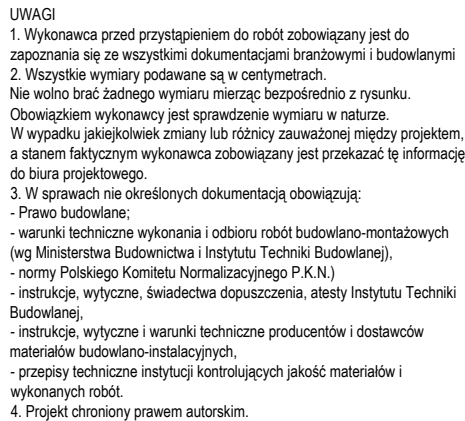 UWAGI
1. Wykonawca przed przystąpieniem do robót zobowiązany jest do
zapoznania się ze wszystkimi dokumentacjami branżowymi i budowlanymi
2. Wszystkie wymiary podawane są w centymetrach.
Nie wolno brać żadnego wymiaru mierząc bezpośrednio z rysunku.
Obowiązkiem wykonawcy jest sprawdzenie wymiaru w naturze.
W wypadku jakiejkolwiek zmiany lub różnicy zauważonej między projektem,
a stanem faktycznym wykonawca zobowiązany jest przekazać tę informację
do biura projektowego.
3. W sprawach nie określonych dokumentacją obowiązują:
- Prawo budowlane;
- warunki techniczne wykonania i odbioru robót budowlano-montażowych
(wg Ministerstwa Budownictwa i Instytutu Techniki Budowlanej),
- normy Polskiego Komitetu Normalizacyjnego P.K.N.)
- instrukcje, wytyczne, świadectwa dopuszczenia, atesty Instytutu Techniki
Budowlanej,
- instrukcje, wytyczne i warunki techniczne producentów i dostawców
materiałów budowlano-instalacyjnych,
- przepisy techniczne instytucji kontrolujących jakość materiałów i
wykonanych robót.
4. Projekt chroniony prawem autorskim.